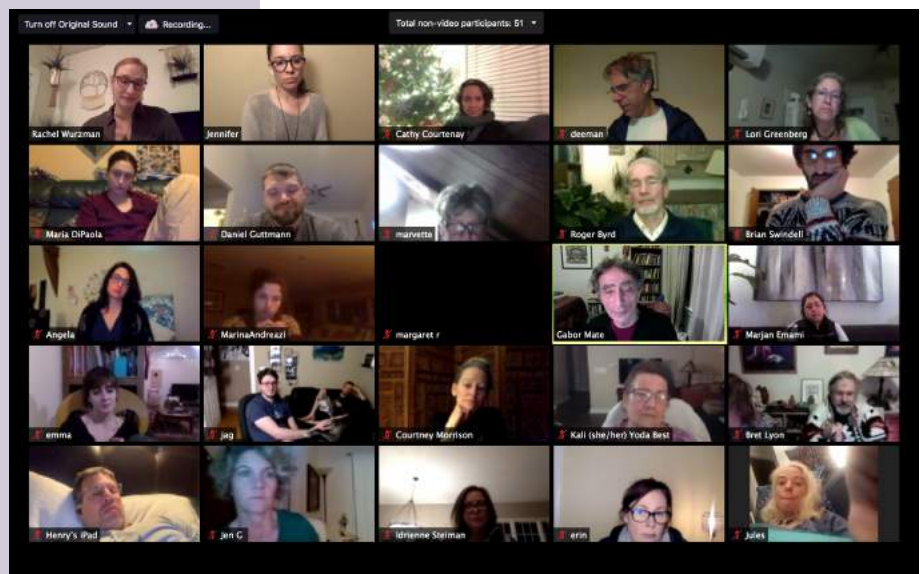 Turn off Original Sound
Recording...
Total non-video participants: 51
Rachel Wurzman
Jennifer
Cathy Courtenay
deeman
Lori Greenberg
Maria DiPaola
Daniel Guttmann
marvette
Roger Byrd
Brian Swindell
Angela
MarinaAndreazi
margaret r
Gabor Mate
Marjan Emami
emma
jag
Courtney Morrison
Kali (she/her) Yoda Best
Bret Lyon
Henry's iPad
Jen G
Idrienne Steiman
erin
Jules